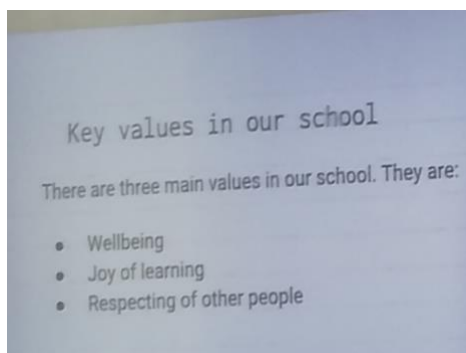 Key values in our school
There are three main values in our school. They are:
● Wellbeing
● Joy of learning
● Respecting of other people